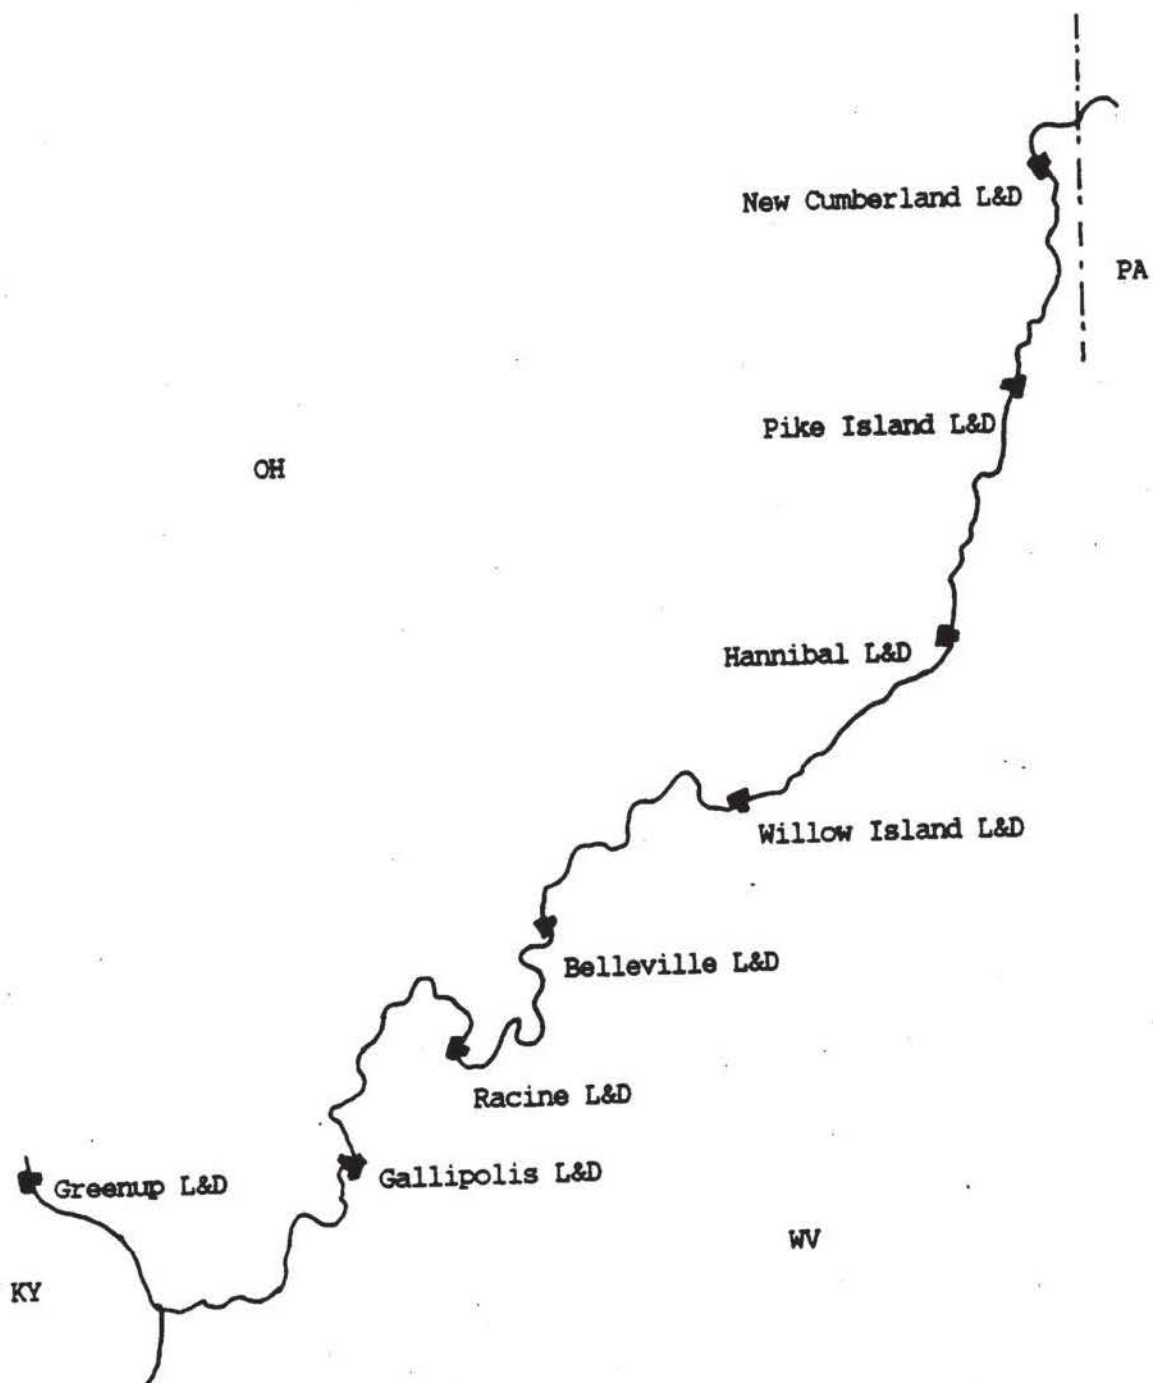 New Cumberland L&D
PA
Pike Island L&D
OH
Hannibal L&D
Willow Island L&D
Belleville L&D
Racine L&D
Gallipolis L&D
Greenup L&D
WV
KY